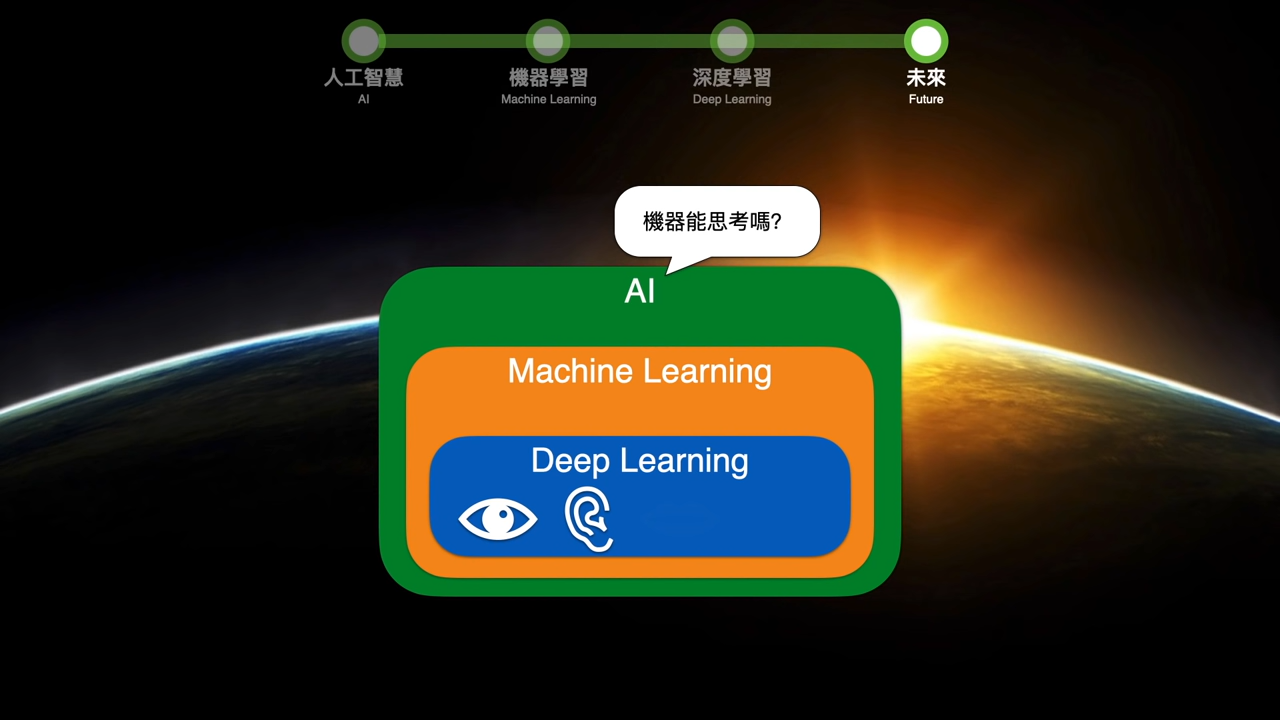 人工智慧
AI
機器學習
Machine Learning
深度學習
Deep Learning
未來
Future
機器能思考嗎?
AI
Machine Learning
Deep Learning